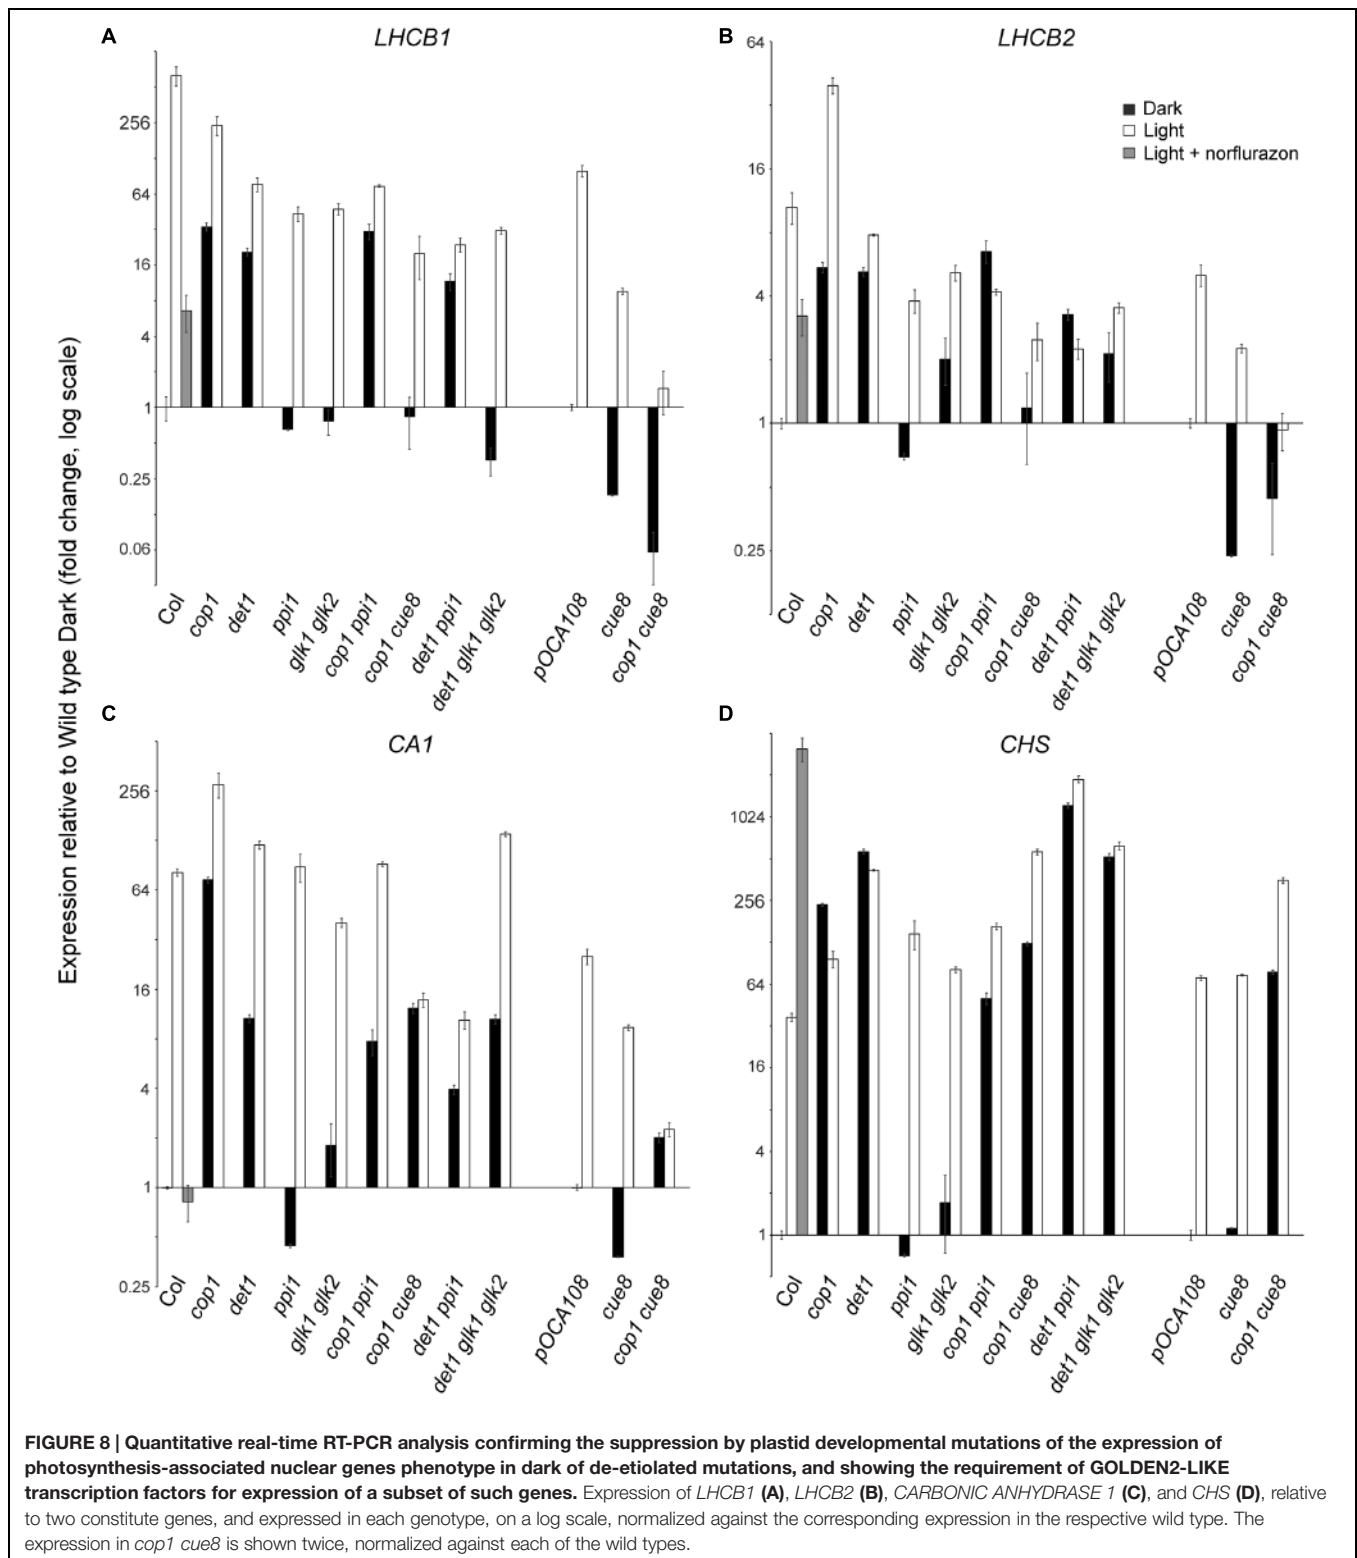 A
LHCB1
256
64
16
4
1
0.25
0.06
Col
cop1
det1
ppi1
glk1 glk2
cop1 ppi1
cop1 cue8
det1 ppi1
det1 glk1 glk2
pOCA108
cue8
cop1 cue8
B
LHCB2
64
16
4
1
0.25
Dark
Light
Light + norflurazon
Col
cop1
det1
ppi1
glk1 glk2
cop1 ppi1
cop1 cue8
det1 ppi1
det1 glk1 glk2
pOCA108
cue8
cop1 cue8
Expression relative to Wild type Dark (fold change, log scale)
C
CA1
256
64
16
4
1
0.25
Col
cop1
det1
ppi1
glk1 glk2
cop1 ppi1
cop1 cue8
det1 ppi1
det1 glk1 glk2
pOCA108
cue8
cop1 cue8
D
CHS
1024
256
64
16
4
1
Col
cop1
det1
ppi1
glk1 glk2
cop1 ppi1
cop1 cue8
det1 ppi1
det1 glk1 glk2
pOCA108
cue8
cop1 cue8
FIGURE 8 | Quantitative real-time RT-PCR analysis confirming the suppression by plastid developmental mutations of the expression of
photosynthesis-associated nuclear genes phenotype in dark of de-etiolated mutations, and showing the requirement of GOLDEN2-LIKE
transcription factors for expression of a subset of such genes. Expression of LHCB1 (A), LHCB2 (B), CARBONIC ANHYDRASE 1 (C), and CHS (D), relative
to two constitute genes, and expressed in each genotype, on a log scale, normalized against the corresponding expression in the respective wild type. The
expression in cop1 cue8 is shown twice, normalized against each of the wild types.